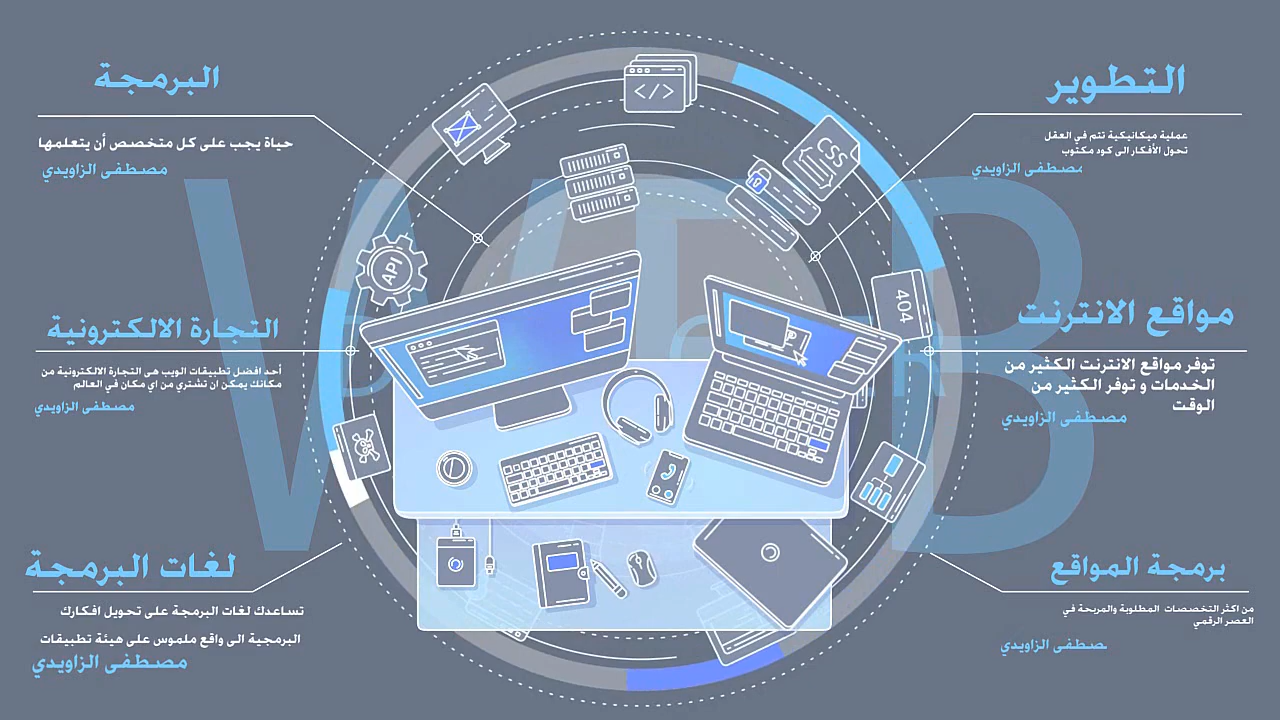 التطوير
عملية ميكانيكية تتم في العقل
تحول الأفكار الى كود مكتوب
مصطفى الزاويدي
البرمجة
حياة يجب على كل متخصص أن يتعلمها
مصطفى الزاويدي
</>
CSS
API
404
WEB
مواقع الانترنت
توفر مواقع الانترنت الكثير من
الخدمات و توفر الكثير من
الوقت
مصطفى الزاويدي
التجارة الالكترونية
أحد افضل تطبيقات الويب هي التجارة الالكترونية من
مكانك يمكن ان تشتري من اي مكان في العالم
مصطفى الزاويدي
برمجة المواقع
من اكثر التخصصات المطلوبة والمربحة في
العصر الرقمي
مصطفى الزاويدي
لغات البرمجة
تساعدك لغات البرمجة على تحويل افكارك
البرمجية الى واقع ملموس على هيئة تطبيقات
مصطفى الزاويدي